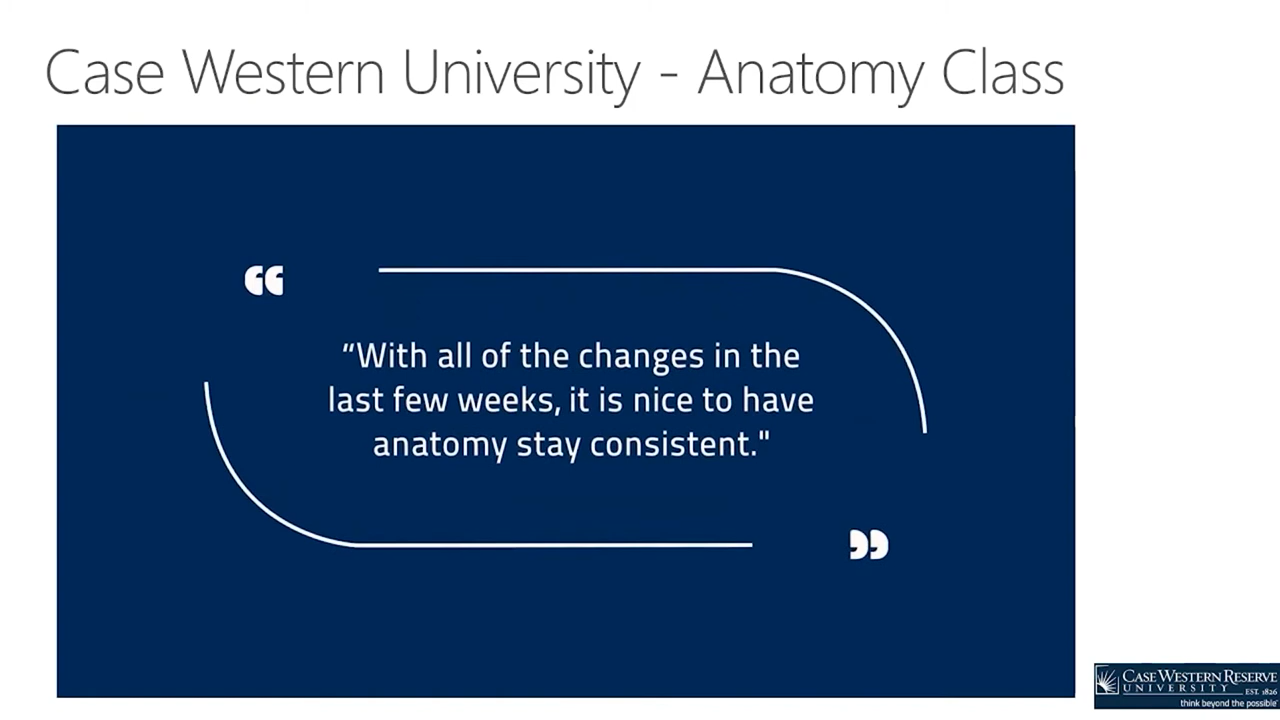 Case Western University - Anatomy Class
“
“With all of the changes in the
last few weeks, it is nice to have
anatomy stay consistent."
”
CASE WESTERN RESERVE
UNIVERSITY EST. 1826
think beyond the possible®